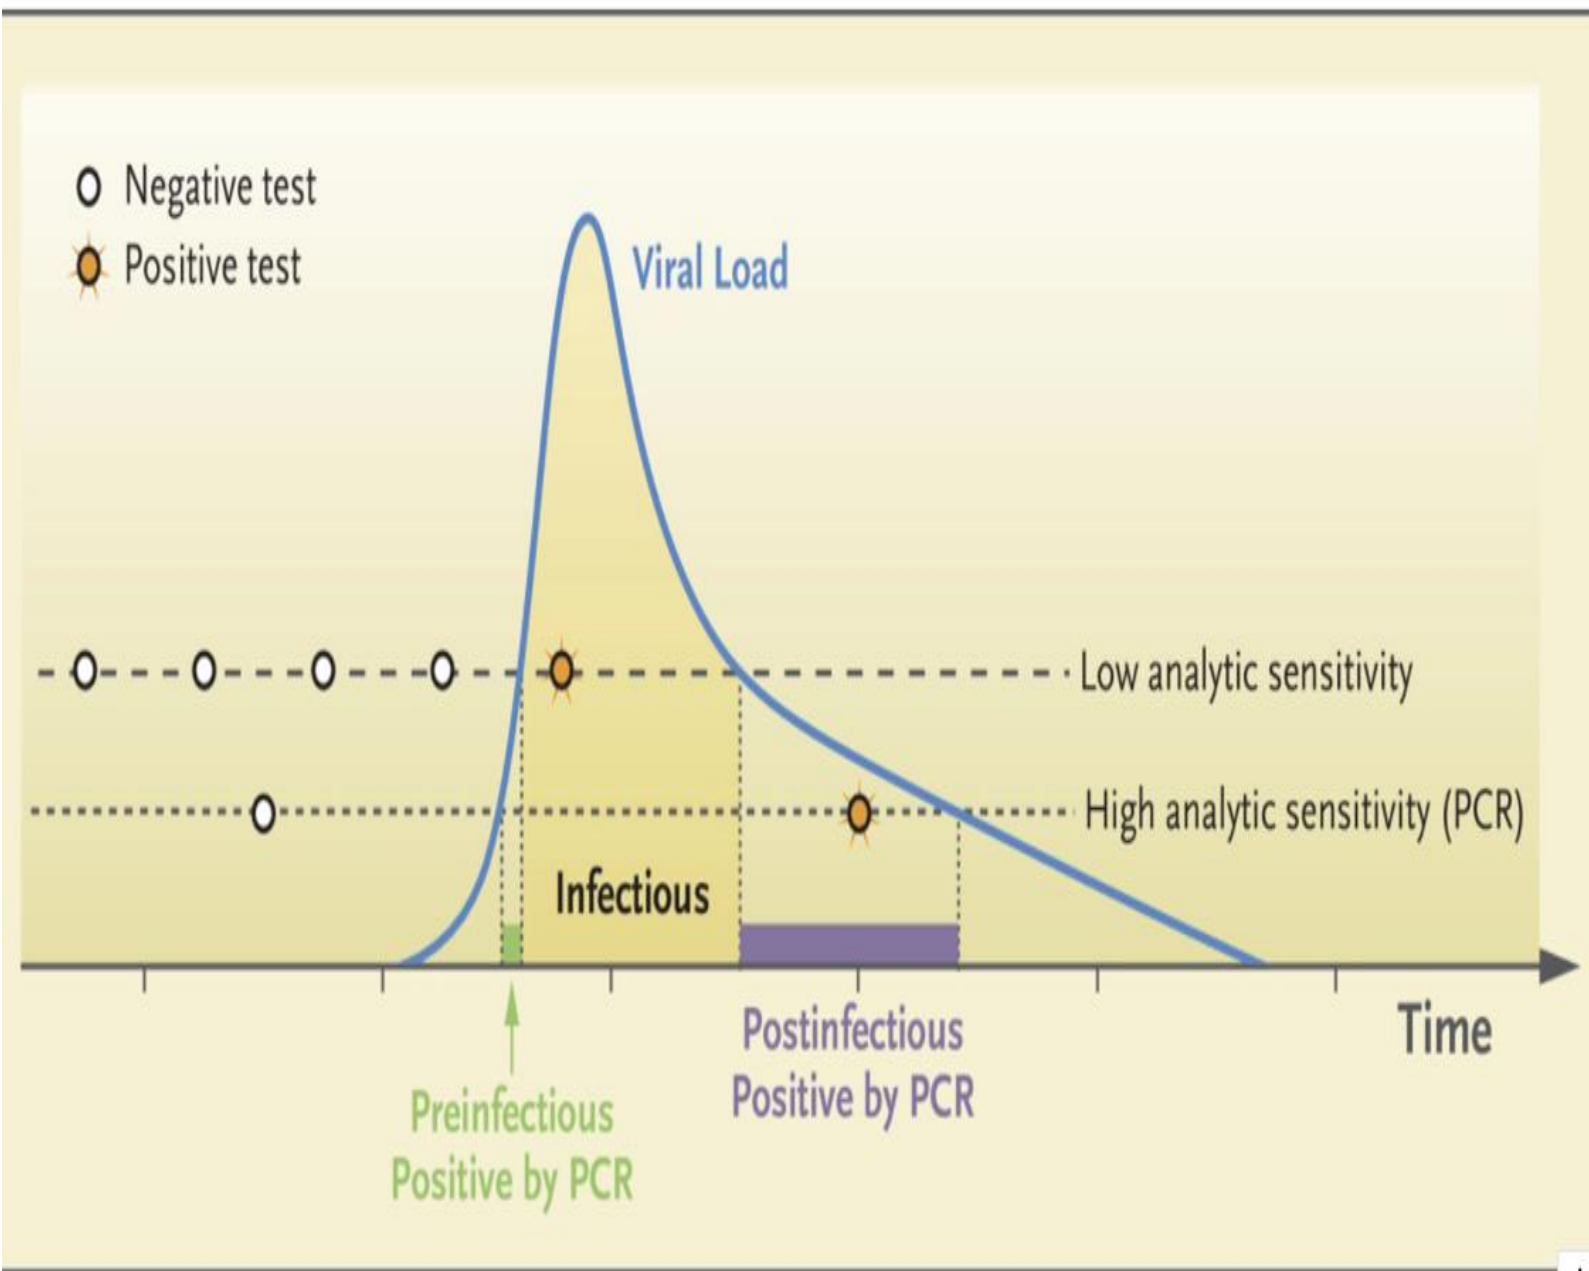 Negative test
Positive test
Viral Load
Low analytic sensitivity
High analytic sensitivity (PCR)
Infectious
Time
Postinfectious
Positive by PCR
Preinfectious
Positive by PCR